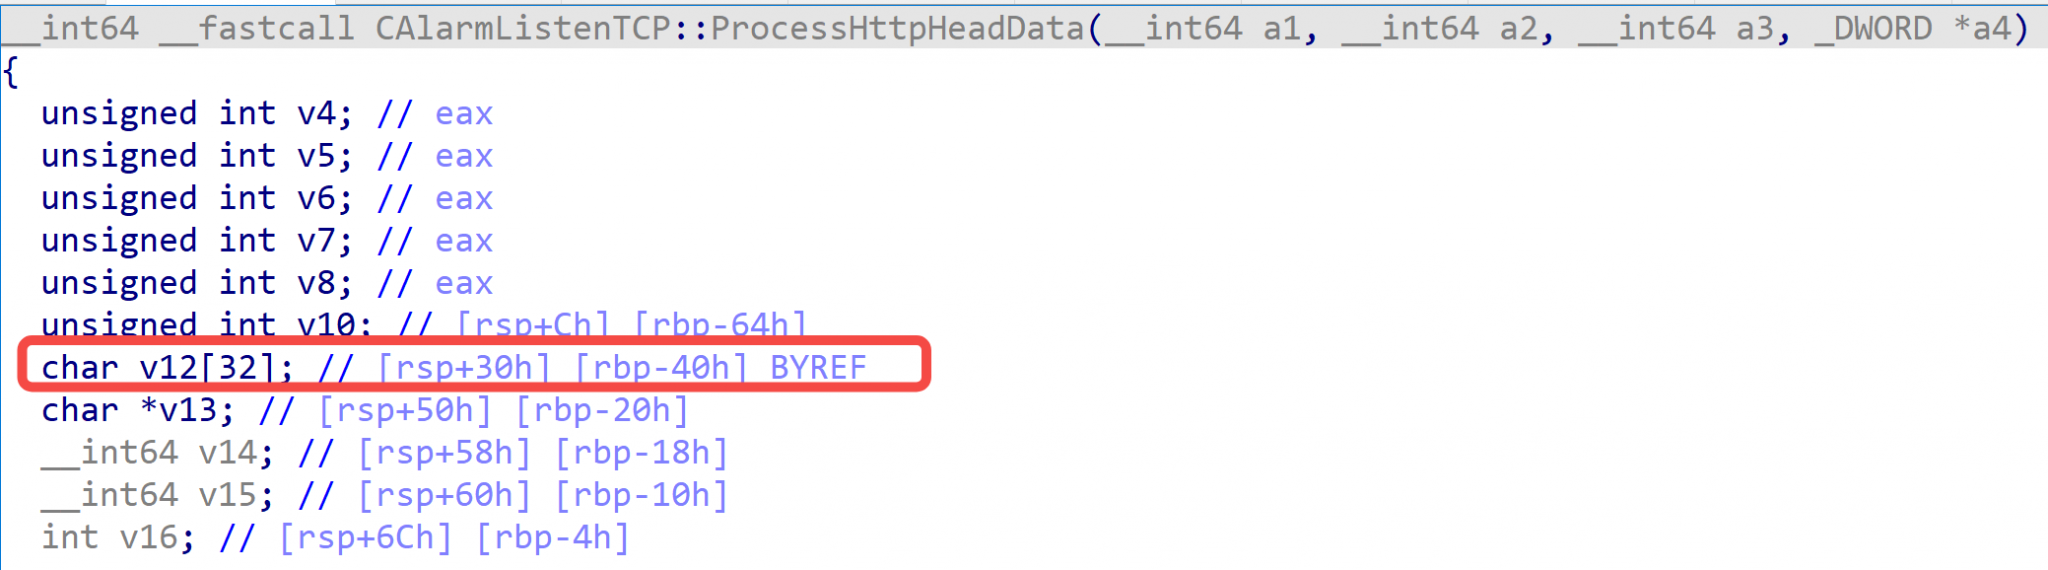 __int64 __fastcall CAlarmListenTCP::ProcessHttpHeadData(__int64 a1, __int64 a2, __int64 a3, _DWORD *a4)
{
unsigned int v4; // eax
unsigned int v5; // eax
unsigned int v6; // eax
unsigned int v7; // eax
unsigned int v8; // eax
unsigned int v10; // [rsp+Ch] [rbp-64h]
char v12[32]; // [rsp+30h] [rbp-40h] BYREF
char *v13; // [rsp+50h] [rbp-20h]
__int64 v14; // [rsp+58h] [rbp-18h]
__int64 v15; // [rsp+60h] [rbp-10h]
int v16; // [rsp+6Ch] [rbp-4h]